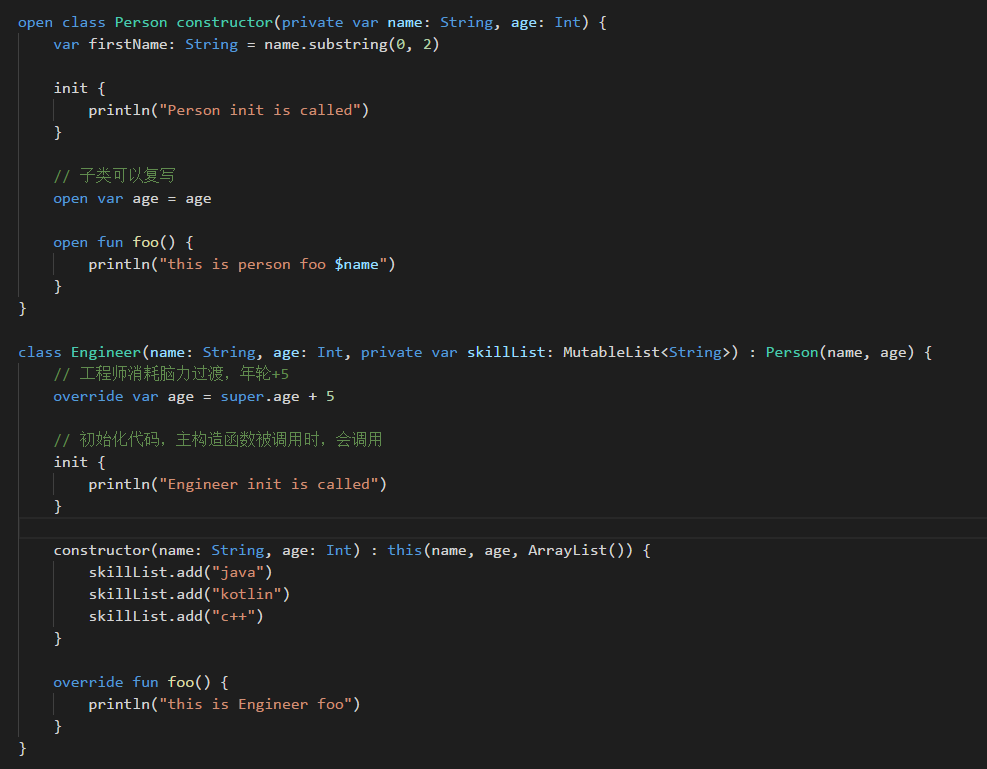 open class Person constructor(private var name: String, age: Int) {
    var firstName: String = name.substring(0, 2)

    init {
        println("Person init is called")
    }

    // 子类可以复写
    open var age = age

    open fun foo() {
        println("this is person foo $name")
    }
}

class Engineer(name: String, age: Int, private var skillList: MutableList<String>) : Person(name, age) {
    // 工程师消耗脑力过渡，年轮+5
    override var age = super.age + 5

    // 初始化代码，主构造函数被调用时，会调用
    init {
        println("Engineer init is called")
    }

    constructor(name: String, age: Int) : this(name, age, ArrayList()) {
        skillList.add("java")
        skillList.add("kotlin")
        skillList.add("c++")
    }

    override fun foo() {
        println("this is Engineer foo")
    }
}